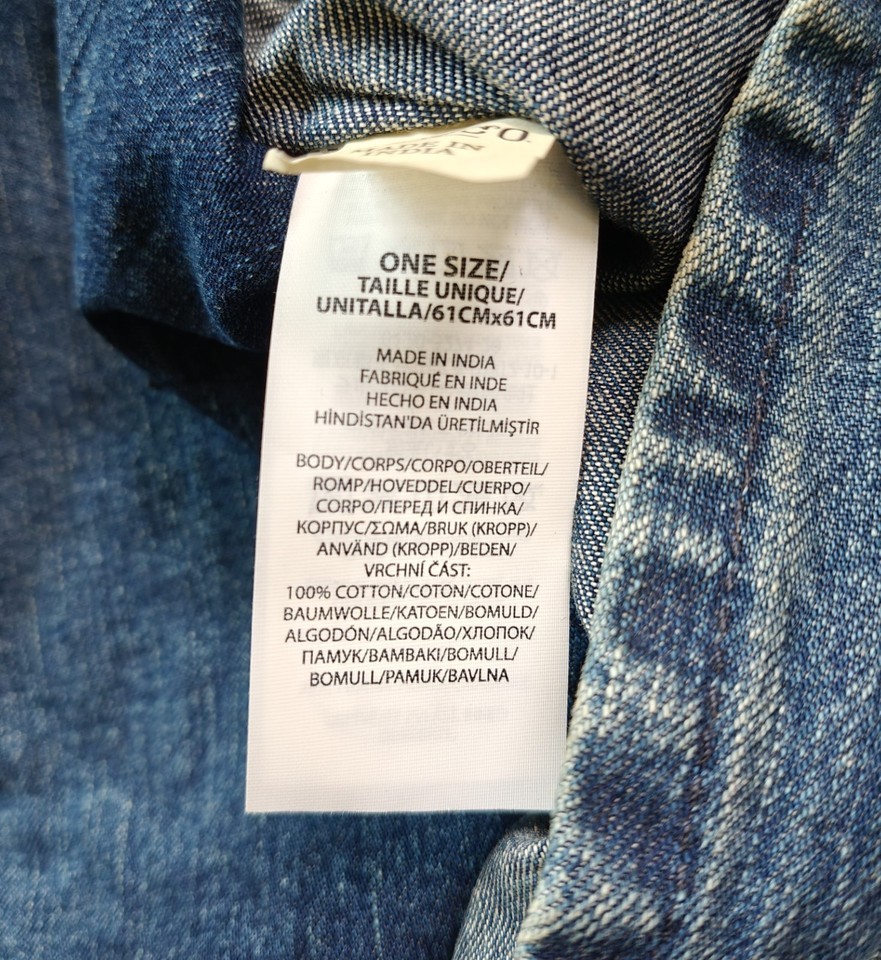 MADE IN
INDIA
ONE SIZE/
TAILLE UNIQUE/
UNITALLA/61CMx61CM
MADE IN INDIA
FABRIQUÉ EN INDE
HECHO EN INDIA
HİNDİSTAN'DA ÜRETİLMİŞTİR
BODY/CORPS/CORPO/OBERTEIL/
ROMP/HOVEDDEL/CUERPO/
CORPO/ПЕРЕД И СПИНКА/
КОРПУС/ΣΩΜΑ/BRUK (KROPP)/
ANVÄND (KROPP)/BEDEN/
VRCHNÍ ČÁST:
100% COTTON/COTON/COTONE/
BAUMWOLLE/KATOEN/BOMULD/
ALGODÓN/ALGODÃO/ХЛОПОК/
ПАМУК/BAMBAKI/BOMULL/
BOMULL/PAMUK/BAVLNA